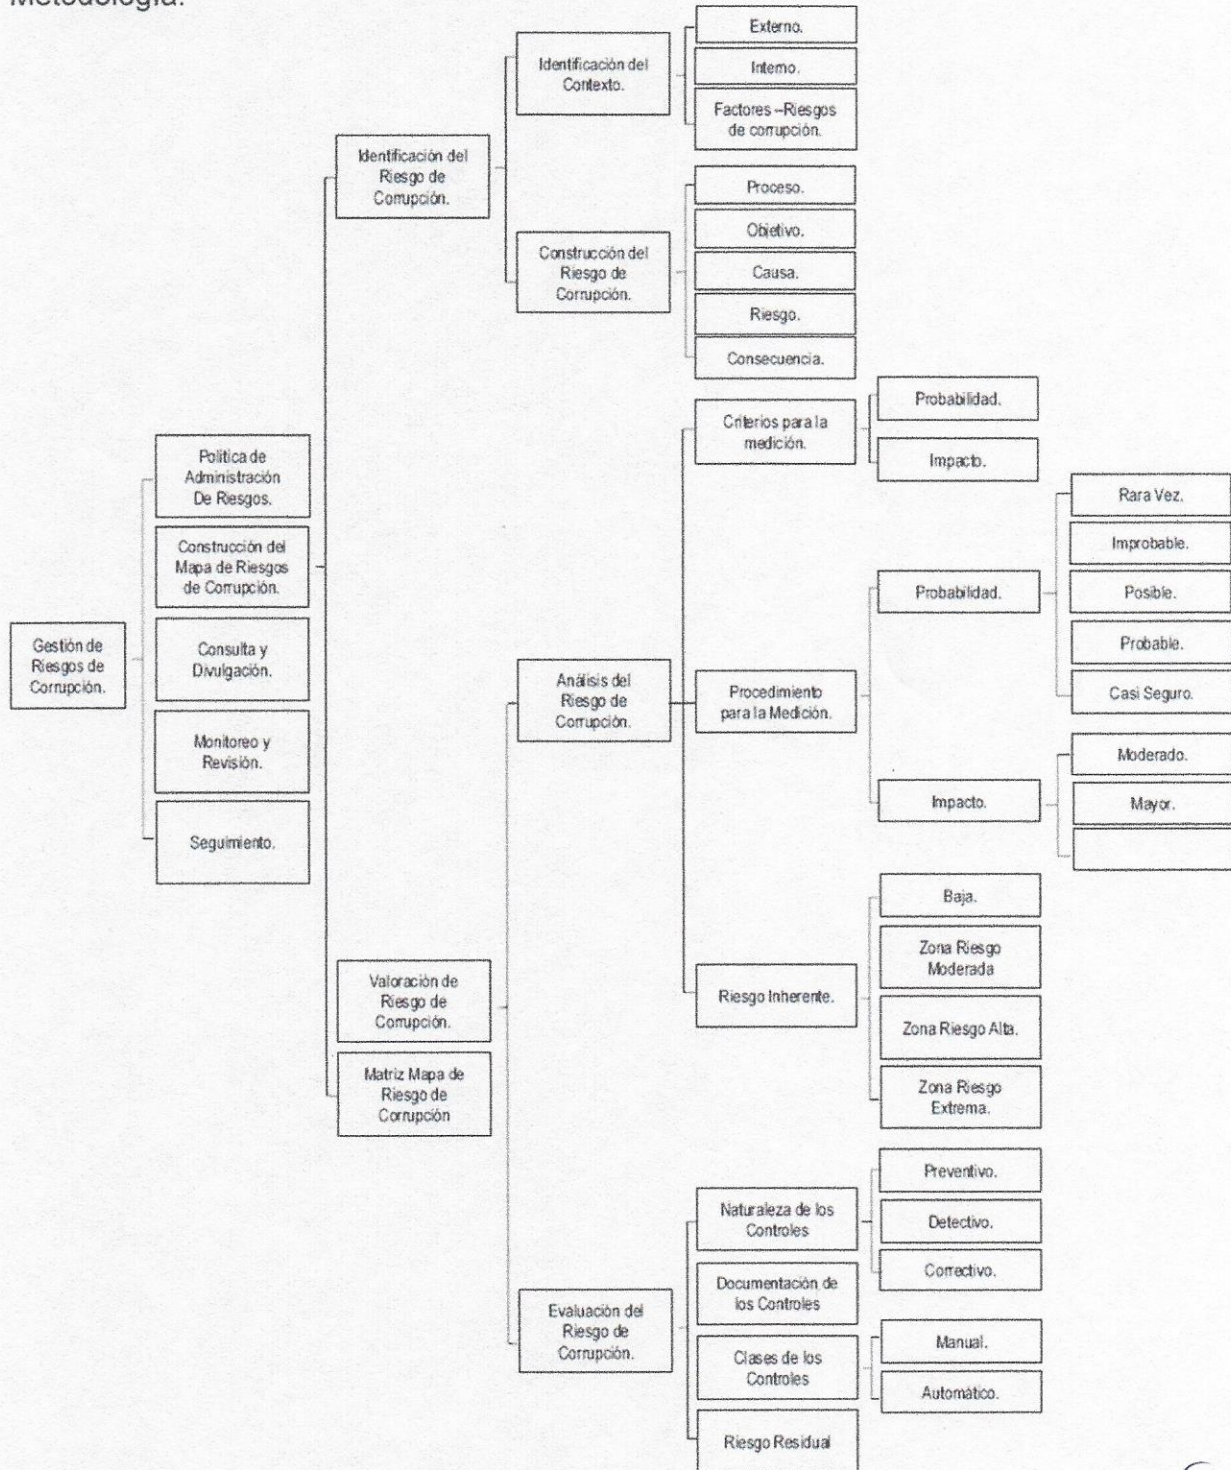 Metodología.
Externo.
Identificación del
Contexto.
Interno.
Factores –Riesgos
de corrupción.
Identificación del
Riesgo de
Corrupción.
Proceso.
Objetivo.
Construcción del
Riesgo de
Corrupción.
Causa.
Riesgo.
Consecuencia.
Criterios para la
medición.
Probabilidad.
Impacto.
Política de
Administración
De Riesgos.
Construcción del
Mapa de Riesgos
de Corrupción.
Gestión de
Riesgos de
Corrupción.
Consulta y
Divulgación.
Monitoreo y
Revisión.
Seguimiento.
Análisis del
Riesgo de
Corrupción.
Procedimiento
para la Medición.
Probabilidad.
Rara Vez.
Improbable.
Posible.
Probable.
Casi Seguro.
Impacto.
Moderado.
Mayor.
Valoración de
Riesgo de
Corrupción.
Matriz Mapa de
Riesgo de
Corrupción
Riesgo Inherente.
Baja.
Zona Riesgo
Moderada
Zona Riesgo Alta.
Zona Riesgo
Extrema.
Evaluación del
Riesgo de
Corrupción.
Naturaleza de los
Controles
Preventivo.
Detectivo.
Correctivo.
Documentación de
los Controles
Clases de los
Controles
Manual.
Automático.
Riesgo Residual